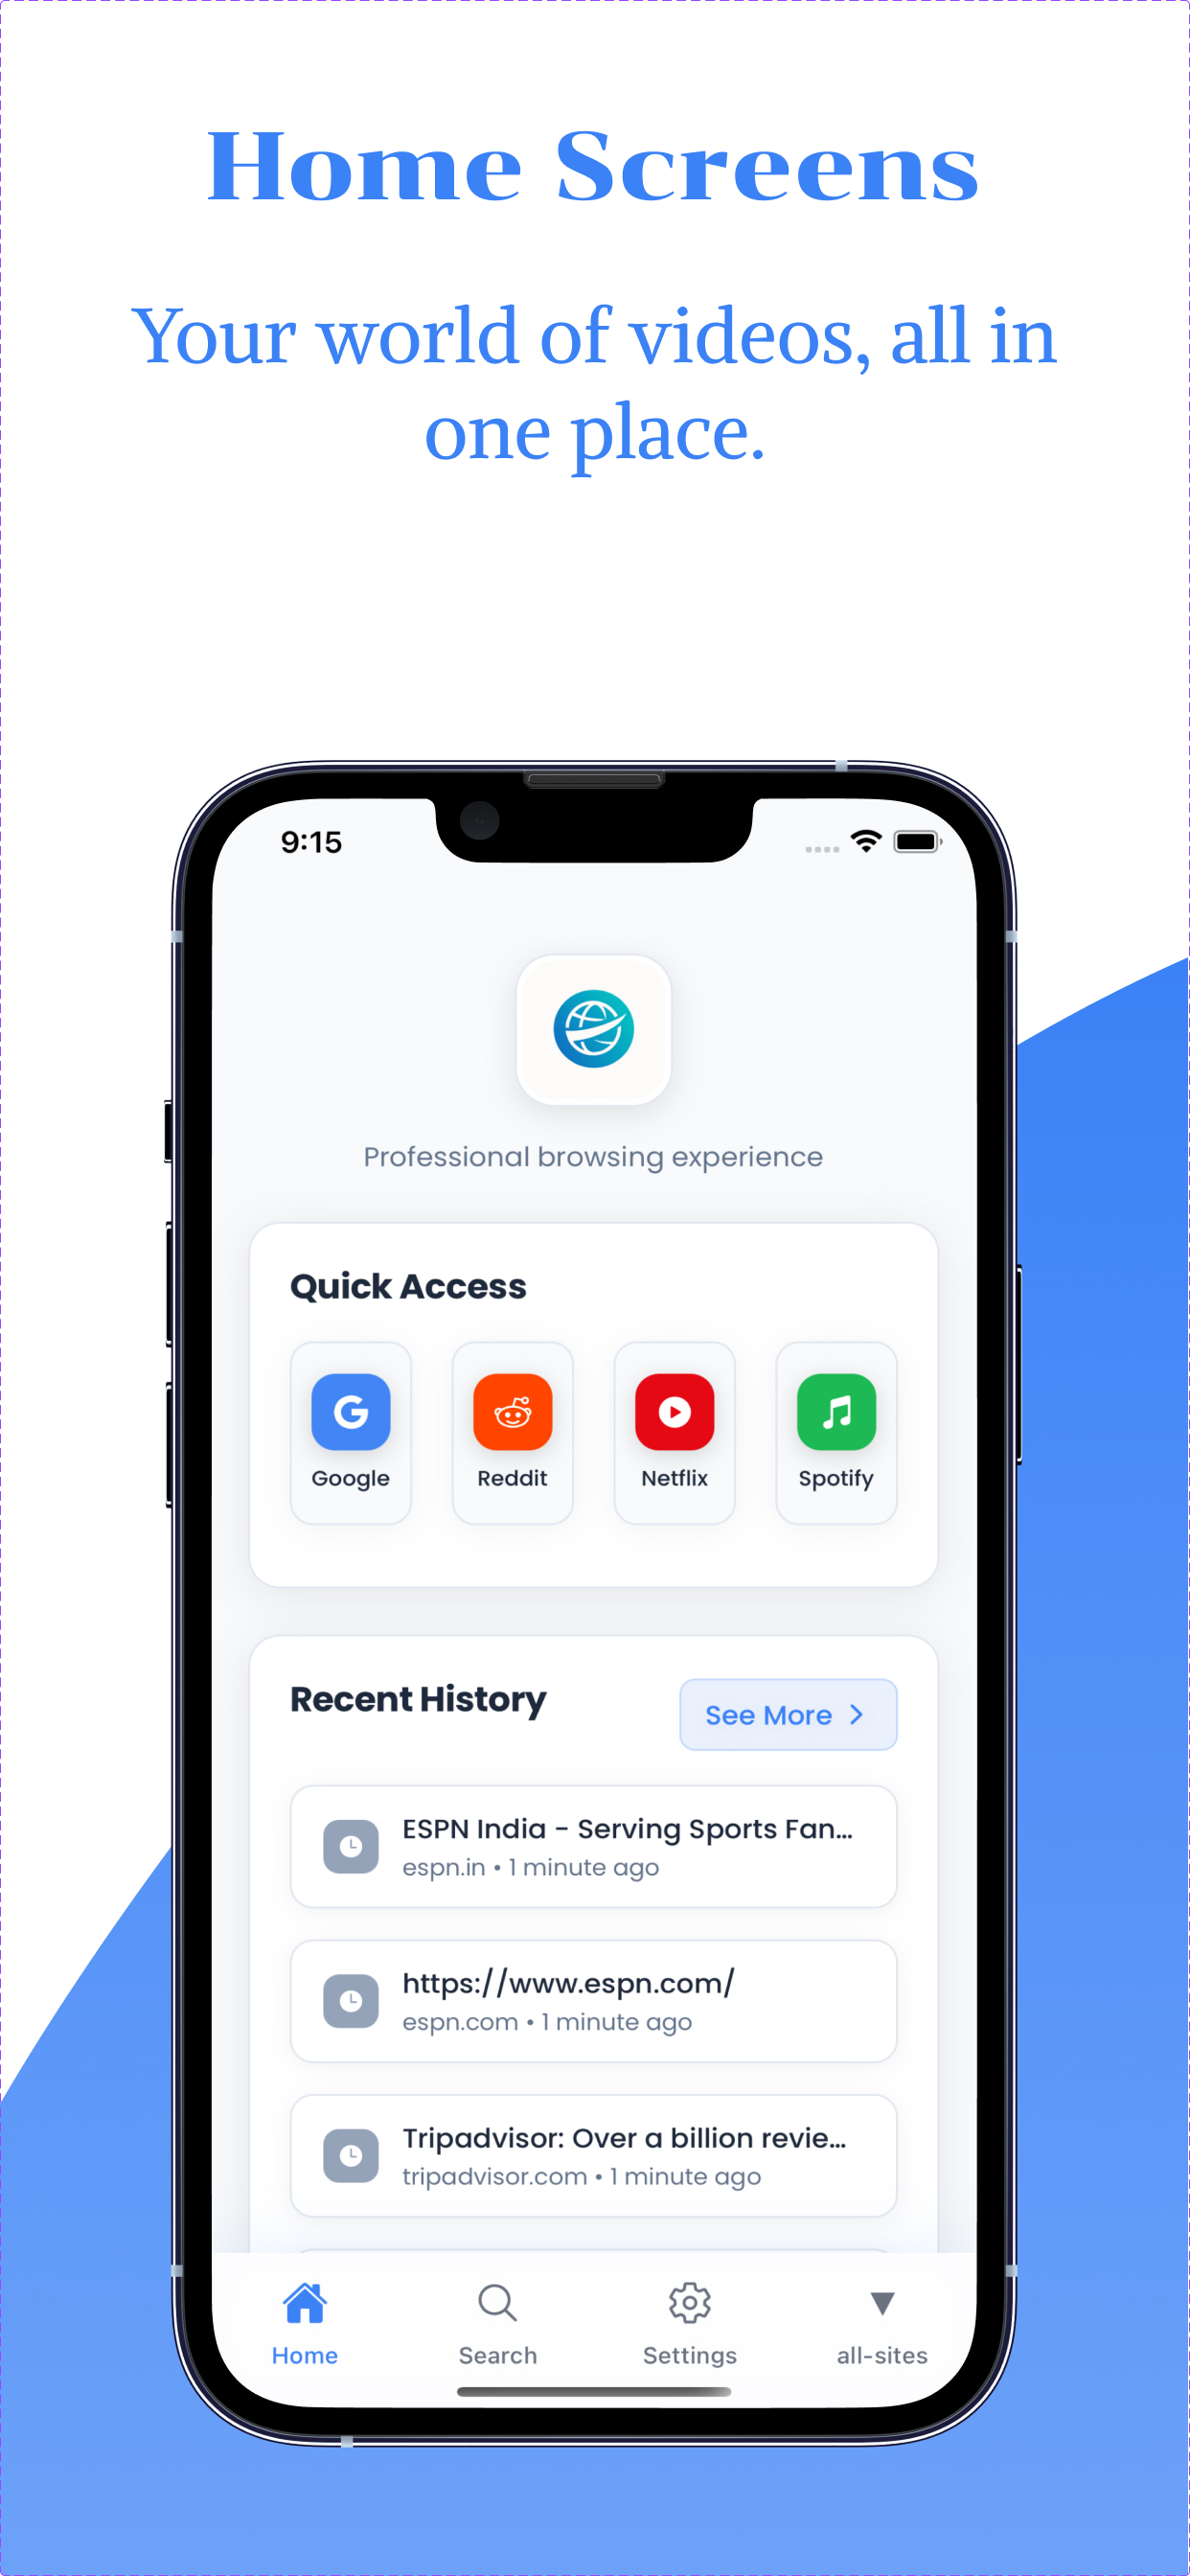 Home Screens
Your world of videos, all in
one place.
9:15
Professional browsing experience
Quick Access
Google
Reddit
Netflix
Spotify
Recent History
See More
ESPN India - Serving Sports Fan...
espn.in • 1 minute ago
https://www.espn.com/
espn.com • 1 minute ago
Tripadvisor: Over a billion revie...
tripadvisor.com • 1 minute ago
Home
Search
Settings
all-sites